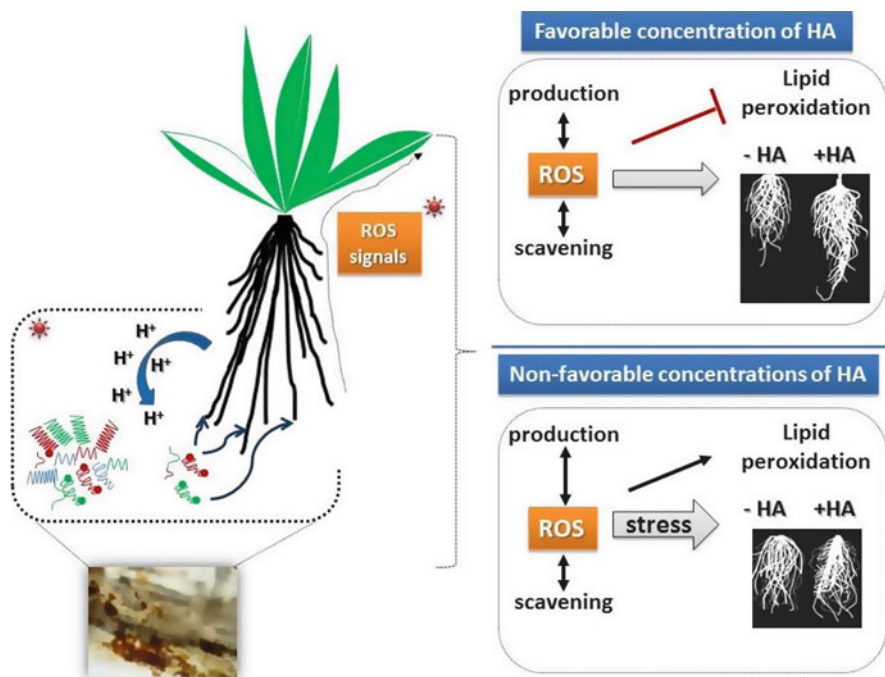 ROS
signals
H⁺
H⁺
H⁺
H⁺
H⁺
Favorable concentration of HA
production
ROS
scavening
Lipid
peroxidation
- HA +HA
Non-favorable concentrations of HA
production
ROS
scavening
stress
Lipid
peroxidation
- HA +HA